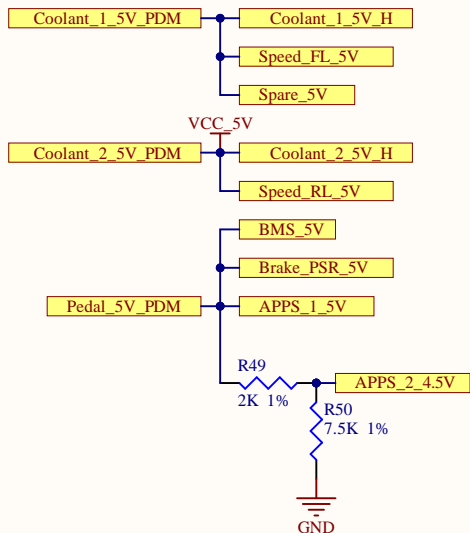 Coolant_1_5V_PDM Coolant_1_5V_H
Speed_FL_5V
Spare_5V
VCC_5V
Coolant_2_5V_PDM Coolant_2_5V_H
Speed_RL_5V
BMS_5V
Brake_PSR_5V
Pedal_5V_PDM APPS_1_5V
R49
2K 1%
APPS_2_4.5V
R50
7.5K 1%
GND